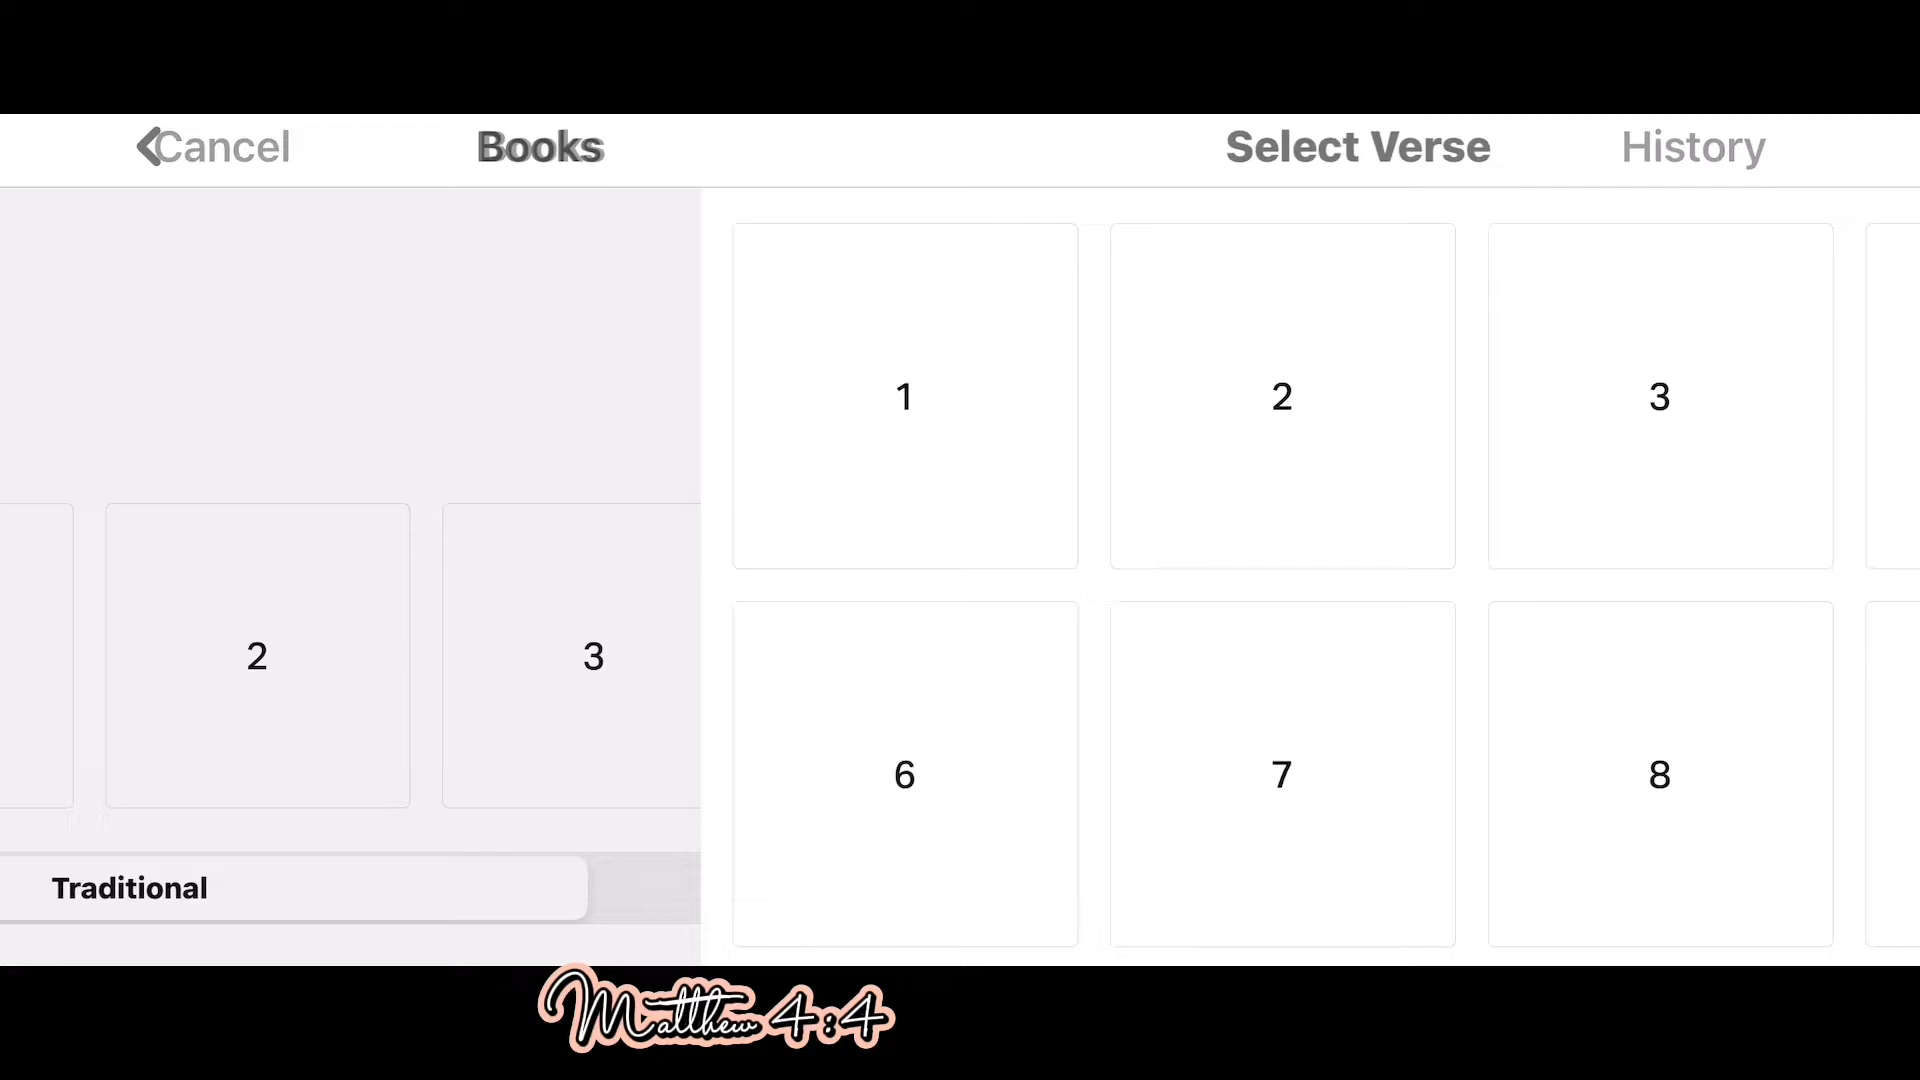 Cancel Books Select Verse History
1 2 3
2 3
6 7 8
Traditional
Matthew 4:4